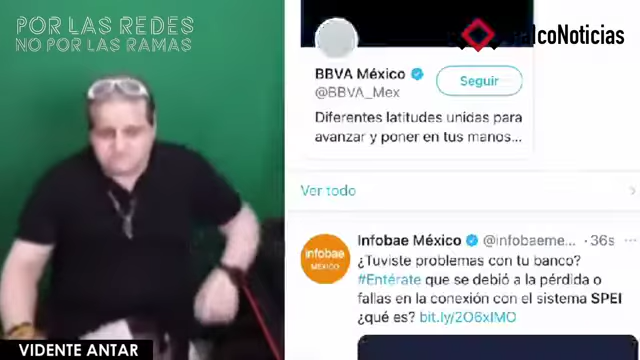 POR LAS REDES
NO POR LAS RAMAS
lcoNoticias
BBVA México
Seguir
@BBVA_Mex
Diferentes latitudes unidas para
avanzar y poner en tus manos...
Ver todo
Infobae México @infobaeme... · 36s
infobae
MÉXICO
¿Tuviste problemas con tu banco?
#Entérate que se debió a la pérdida o
fallas en la conexión con el sistema SPEI
¿qué es? bit.ly/2O6xIMO
VIDENTE ANTAR